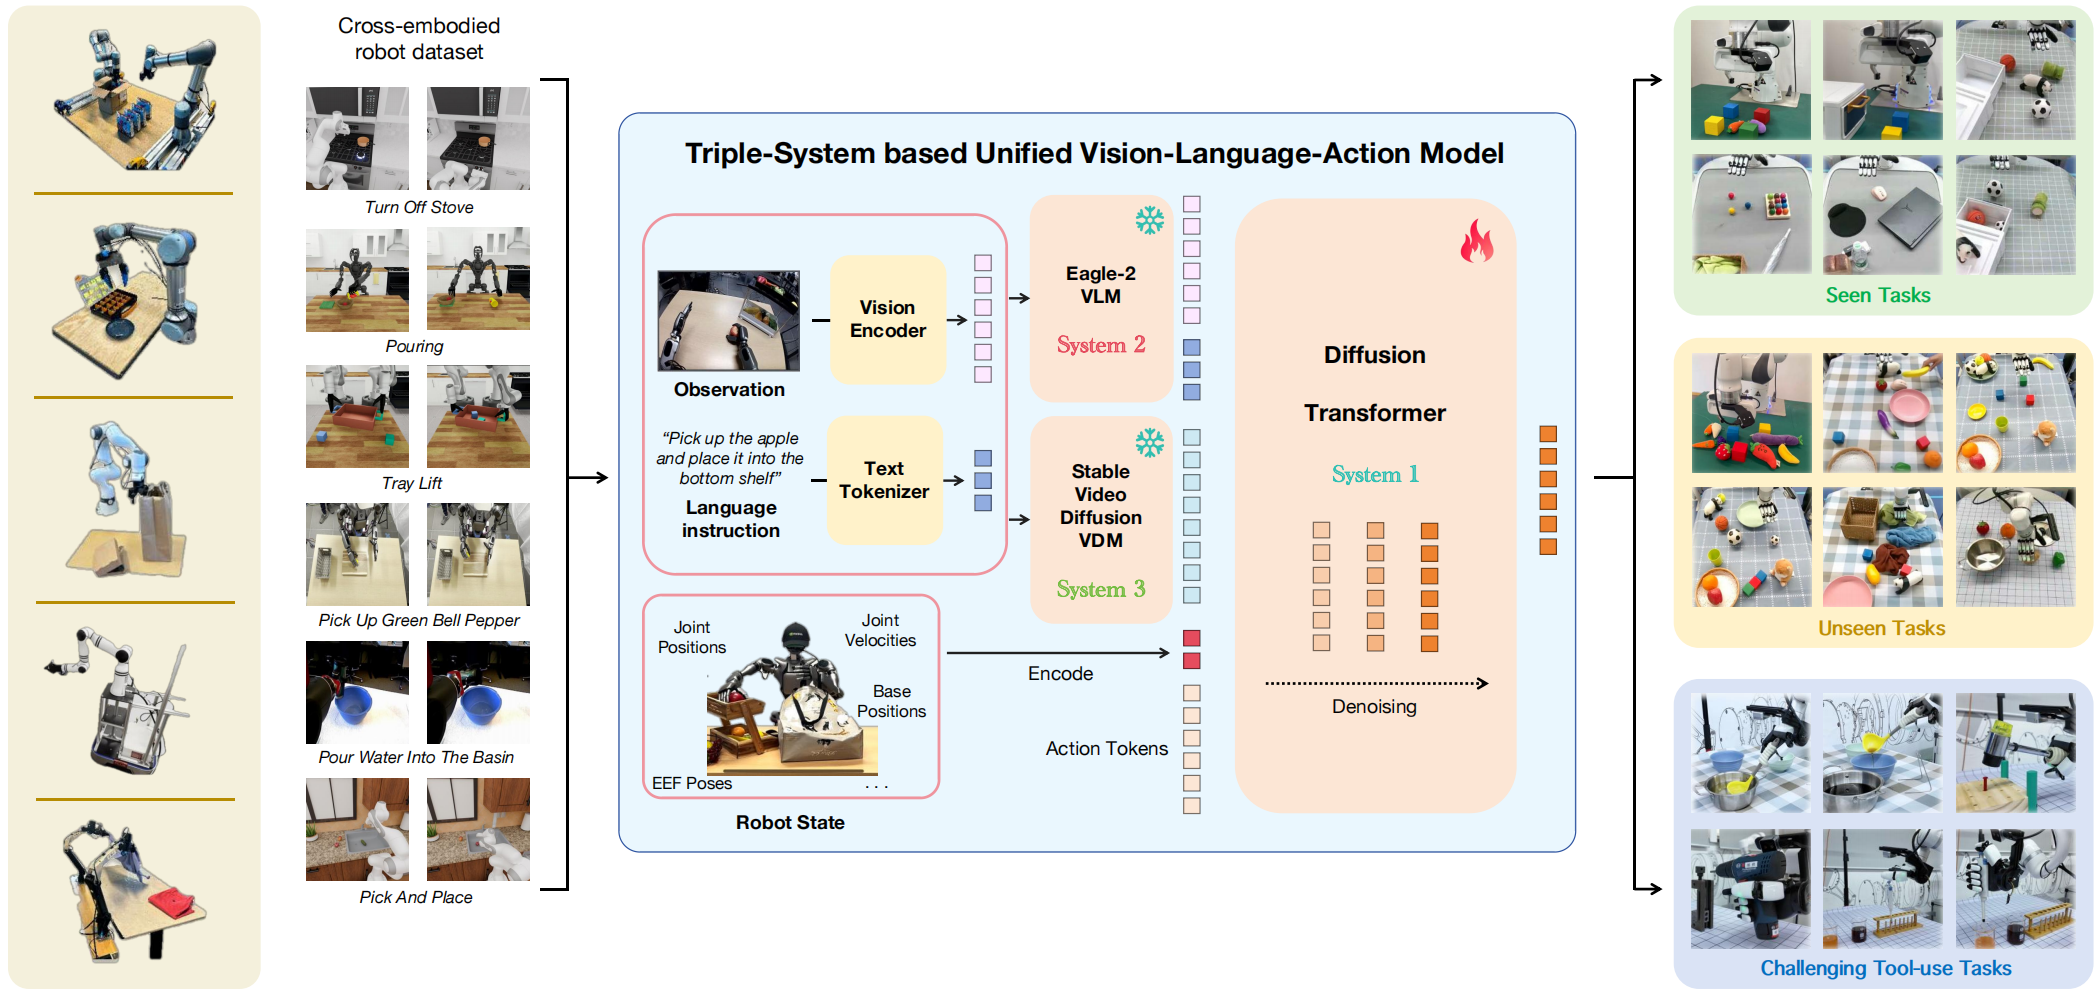 Cross-embodied
robot dataset
Turn Off Stove
Pouring
Tray Lift
Pick Up Green Bell Pepper
Pour Water Into The Basin
Pick And Place
Triple-System based Unified Vision-Language-Action Model
Observation
Vision
Encoder
“Pick up the apple
and place it into the
bottom shelf”
Language
instruction
Text
Tokenizer
Eagle-2
VLM
System 2
Stable
Video
Diffusion
VDM
System 3
Joint
Positions
Joint
Velocities
Base
Positions
EEF Poses
. . .
Robot State
Encode
Action Tokens
Diffusion
Transformer
System 1
Denoising
Seen Tasks
Unseen Tasks
Challenging Tool-use Tasks